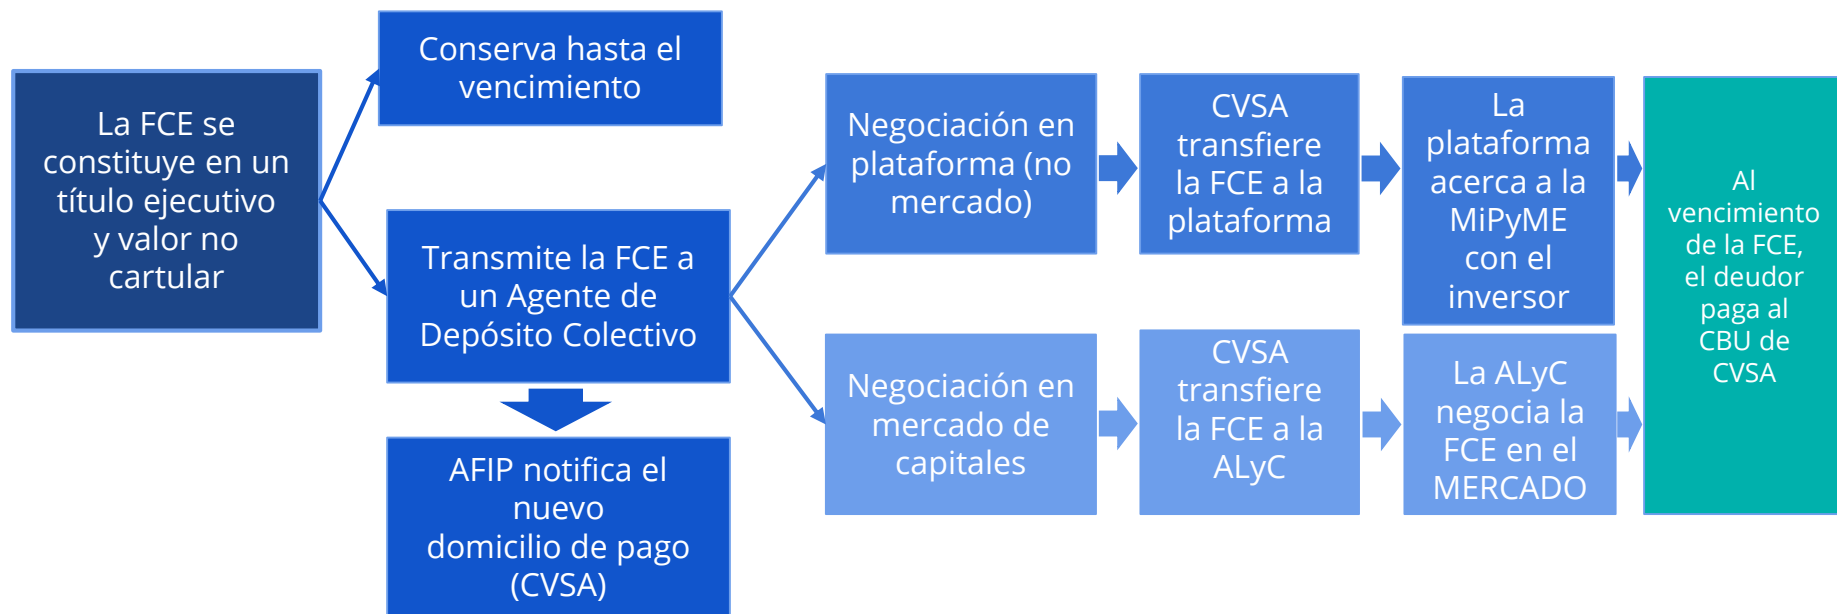 La FCE se
constituye en un
título ejecutivo
y valor no
cartular
Conserva hasta el
vencimiento
Transmite la FCE a
un Agente de
Depósito Colectivo
AFIP notifica el
nuevo
domicilio de pago
(CVSA)
Negociación en
plataforma (no
mercado)
CVSA
transfiere
la FCE a la
plataforma
La
plataforma
acerca a la
MiPyME
con el
inversor
Negociación en
mercado de
capitales
CVSA
transfiere
la FCE a la
ALyC
La ALyC
negocia la
FCE en el
MERCADO
Al
vencimiento
de la FCE,
el deudor
paga al
CBU de
CVSA